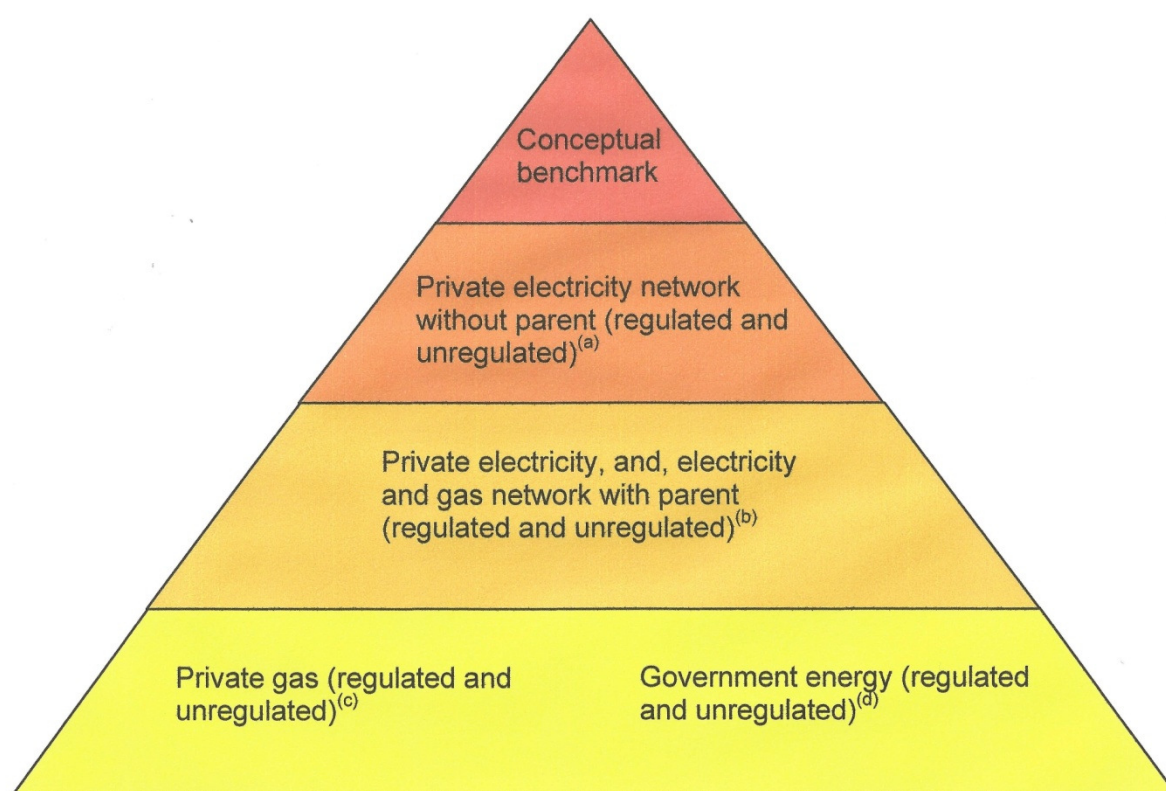 Conceptual
benchmark
Private electricity network
without parent (regulated and
unregulated)(a)
Private electricity, and, electricity
and gas network with parent
(regulated and unregulated)(b)
Private gas (regulated and
unregulated)(c)
Government energy (regulated
and unregulated)(d)